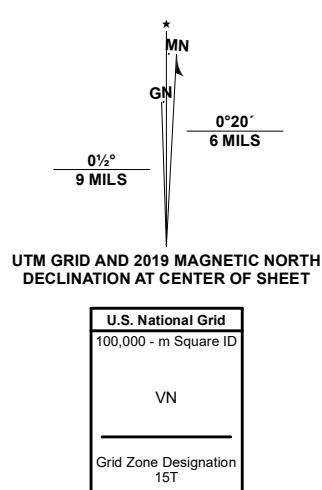 ★
MN
GN
0°20´
6 MILS
0½°
9 MILS
UTM GRID AND 2019 MAGNETIC NORTH
DECLINATION AT CENTER OF SHEET
U.S. National Grid
100,000 - m Square ID
VN
Grid Zone Designation
15T